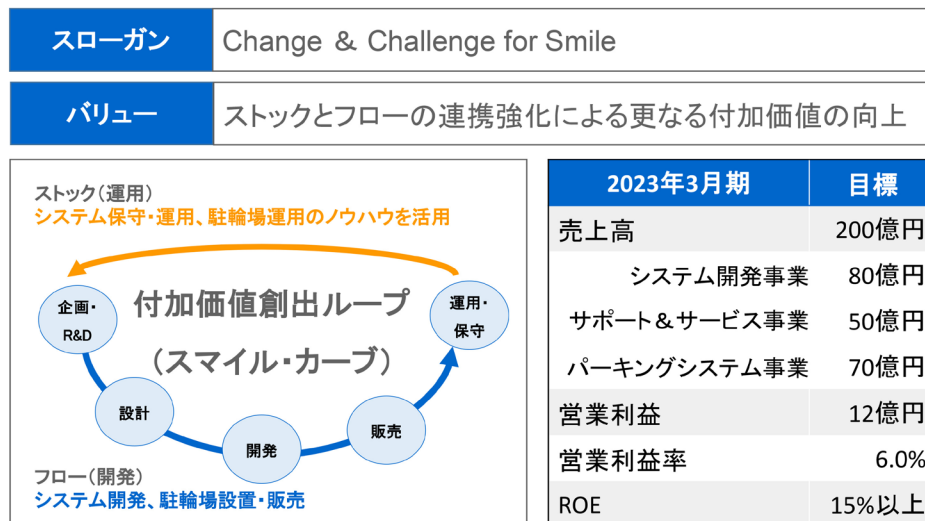 スローガン Change & Challenge for Smile
バリュー ストックとフローの連携強化による更なる付加価値の向上
ストック(運用)
システム保守・運用、駐輪場運用のノウハウを活用
付加価値創出ループ
(スマイル・カーブ)
企画・
R&D
設計
開発
販売
運用・
保守
フロー(開発)
システム開発、駐輪場設置・販売
2023年3月期 目標
売上高 200億円
システム開発事業 80億円
サポート&サービス事業 50億円
パーキングシステム事業 70億円
営業利益 12億円
営業利益率 6.0%
ROE 15%以上